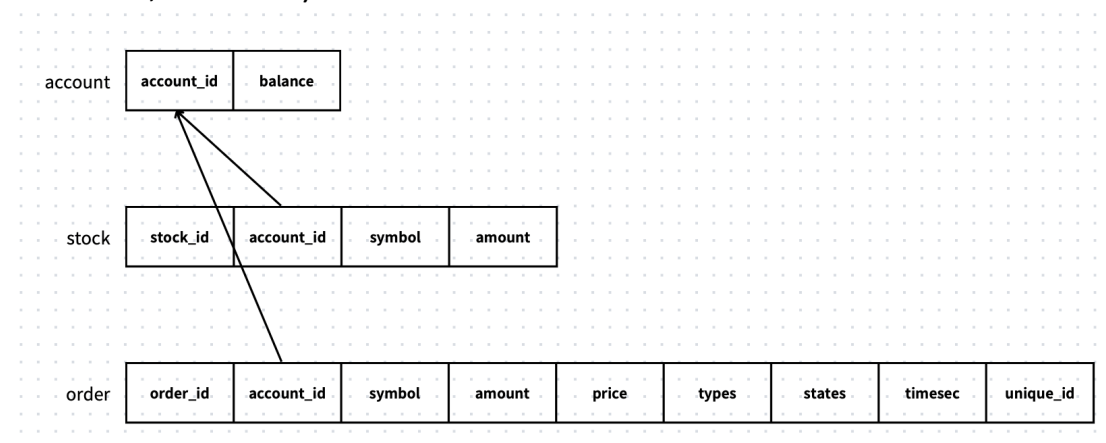 account account_id balance
stock stock_id account_id symbol amount
order order_id account_id symbol amount price types states timesec unique_id